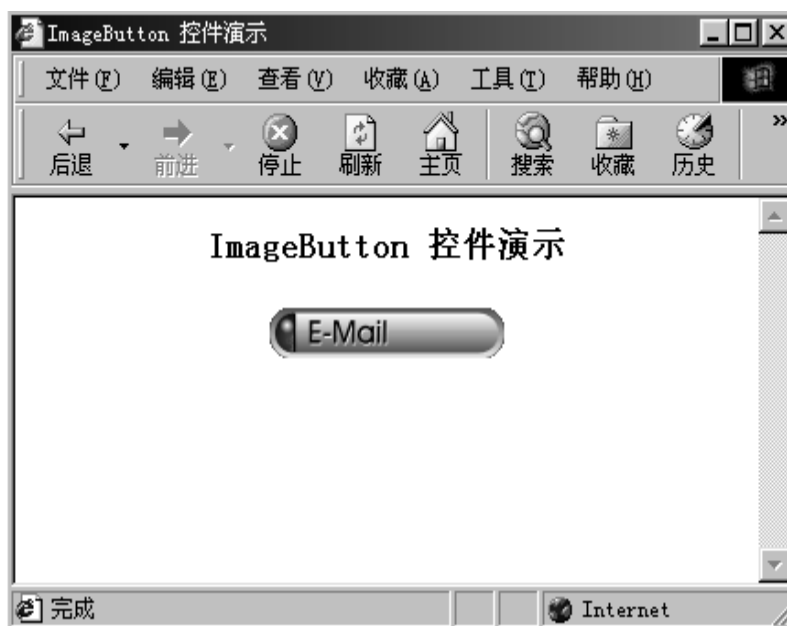 ImageButton 控件演示
文件(F) 编辑(E) 查看(V) 收藏(A) 工具(T) 帮助(H)
后退 前进 停止 刷新 主页 搜索 收藏 历史 »
ImageButton 控件演示
E-Mail
完成 Internet